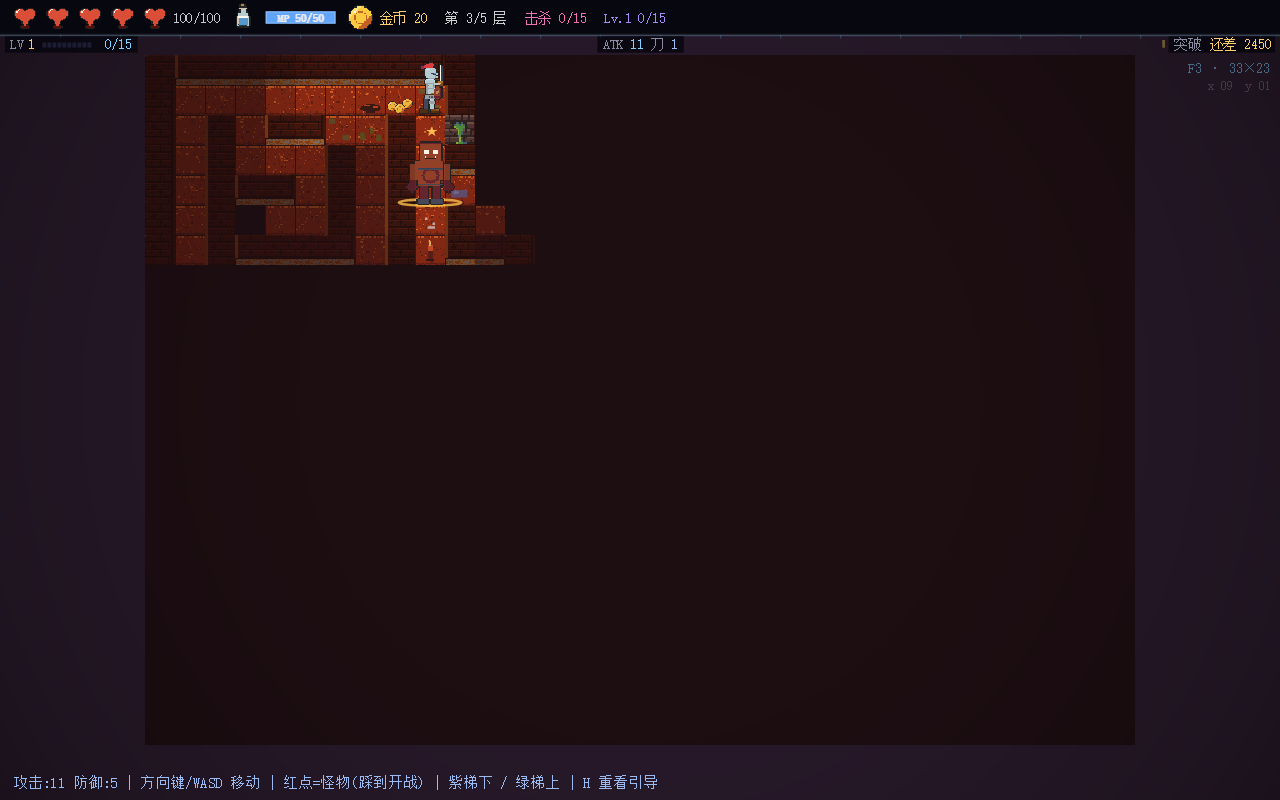 100/100 MP 50/50 金币 20 第 3/5 层 击杀 0/15 Lv.1 0/15
LV 1 0/15 ATK 11 刀 1 突破 还差 2450
F3 · 33×23
x 09 y 01
攻击:11 防御:5 | 方向键/WASD 移动 | 红点=怪物(踩到开战) | 紫梯下 / 绿梯上 | H 重看引导